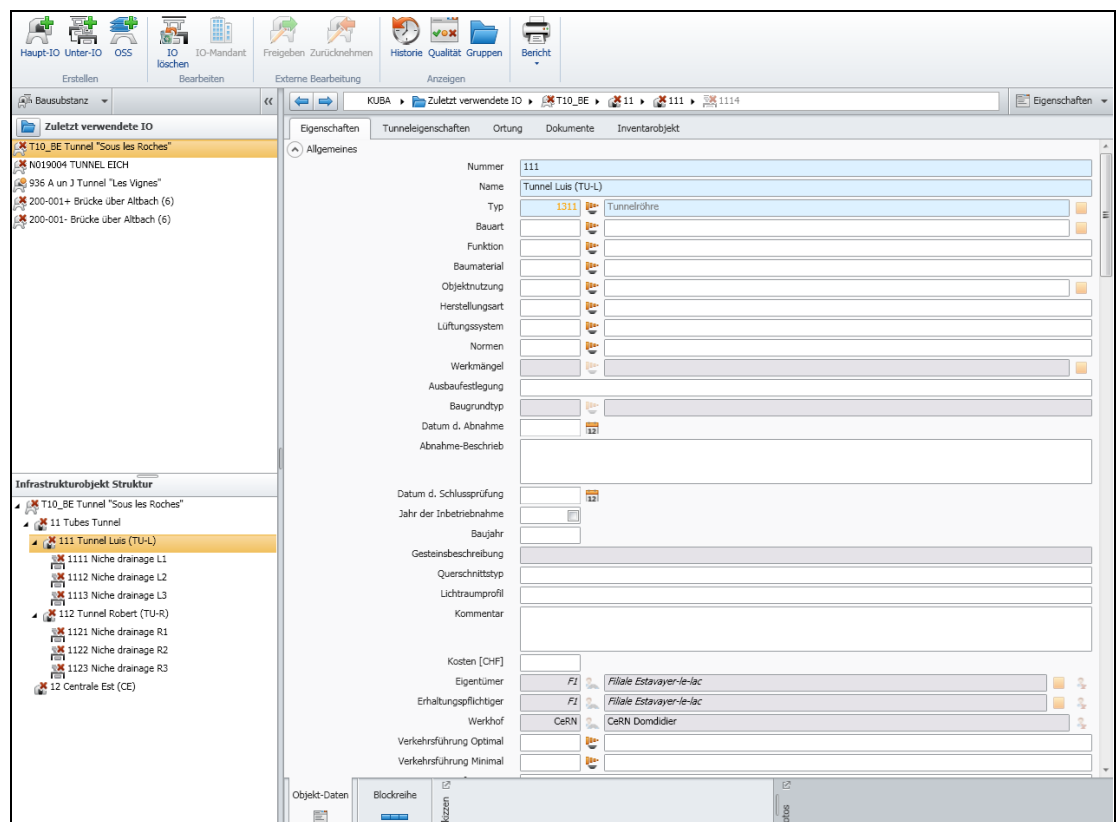 Haupt-IO Unter-IO OSS IO löschen IO-Mandant Freigeben Zurücknehmen Historie Qualität Gruppen Bericht
Erstellen Bearbeiten Externe Bearbeitung Anzeigen
Bausubstanz KUBA Zuletzt verwendete IO T10_BE 11 111 1114 Eigenschaften
Zuletzt verwendete IO
T10_BE Tunnel "Sous les Roches"
N019004 TUNNEL EICH
936 A un J Tunnel "Les Vignes"
200-001+ Brücke über Altbach (6)
200-001- Brücke über Altbach (6)
Infrastrukturobjekt Struktur
T10_BE Tunnel "Sous les Roches"
11 Tubes Tunnel
111 Tunnel Luis (TU-L)
1111 Niche drainage L1
1112 Niche drainage L2
1113 Niche drainage L3
112 Tunnel Robert (TU-R)
1121 Niche drainage R1
1122 Niche drainage R2
1123 Niche drainage R3
12 Centrale Est (CE)
Eigenschaften Tunneleigenschaften Ortung Dokumente Inventarobjekt
Allgemeines
Nummer 111
Name Tunnel Luis (TU-L)
Typ 1311 Tunnelröhre
Bauart
Funktion
Baumaterial
Objektnutzung
Herstellungsart
Lüftungssystem
Normen
Werkmängel
Ausbaufestlegung
Baugrundtyp
Datum d. Abnahme 12
Abnahme-Beschrieb
Datum d. Schlussprüfung 12
Jahr der Inbetriebnahme
Baujahr
Gesteinsbeschreibung
Querschnittstyp
Lichtraumprofil
Kommentar
Kosten [CHF]
Eigentümer F1 Filiale Estavayer-le-lac
Erhaltungspflichtiger F1 Filiale Estavayer-le-lac
Werkhof CeRN CeRN Domdidier
Verkehrsführung Optimal
Verkehrsführung Minimal
Objekt-Daten Blockreihe